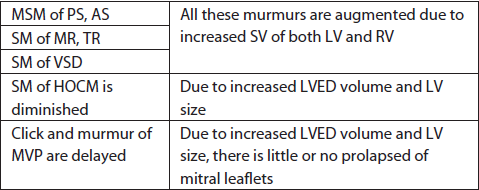 MSM of PS, AS
SM of MR, TR
SM of VSD
All these murmurs are augmented due to
increased SV of both LV and RV
SM of HOCM is
diminished
Due to increased LVED volume and LV
size
Click and murmur of
MVP are delayed
Due to increased LVED volume and LV
size, there is little or no prolapsed of
mitral leaflets